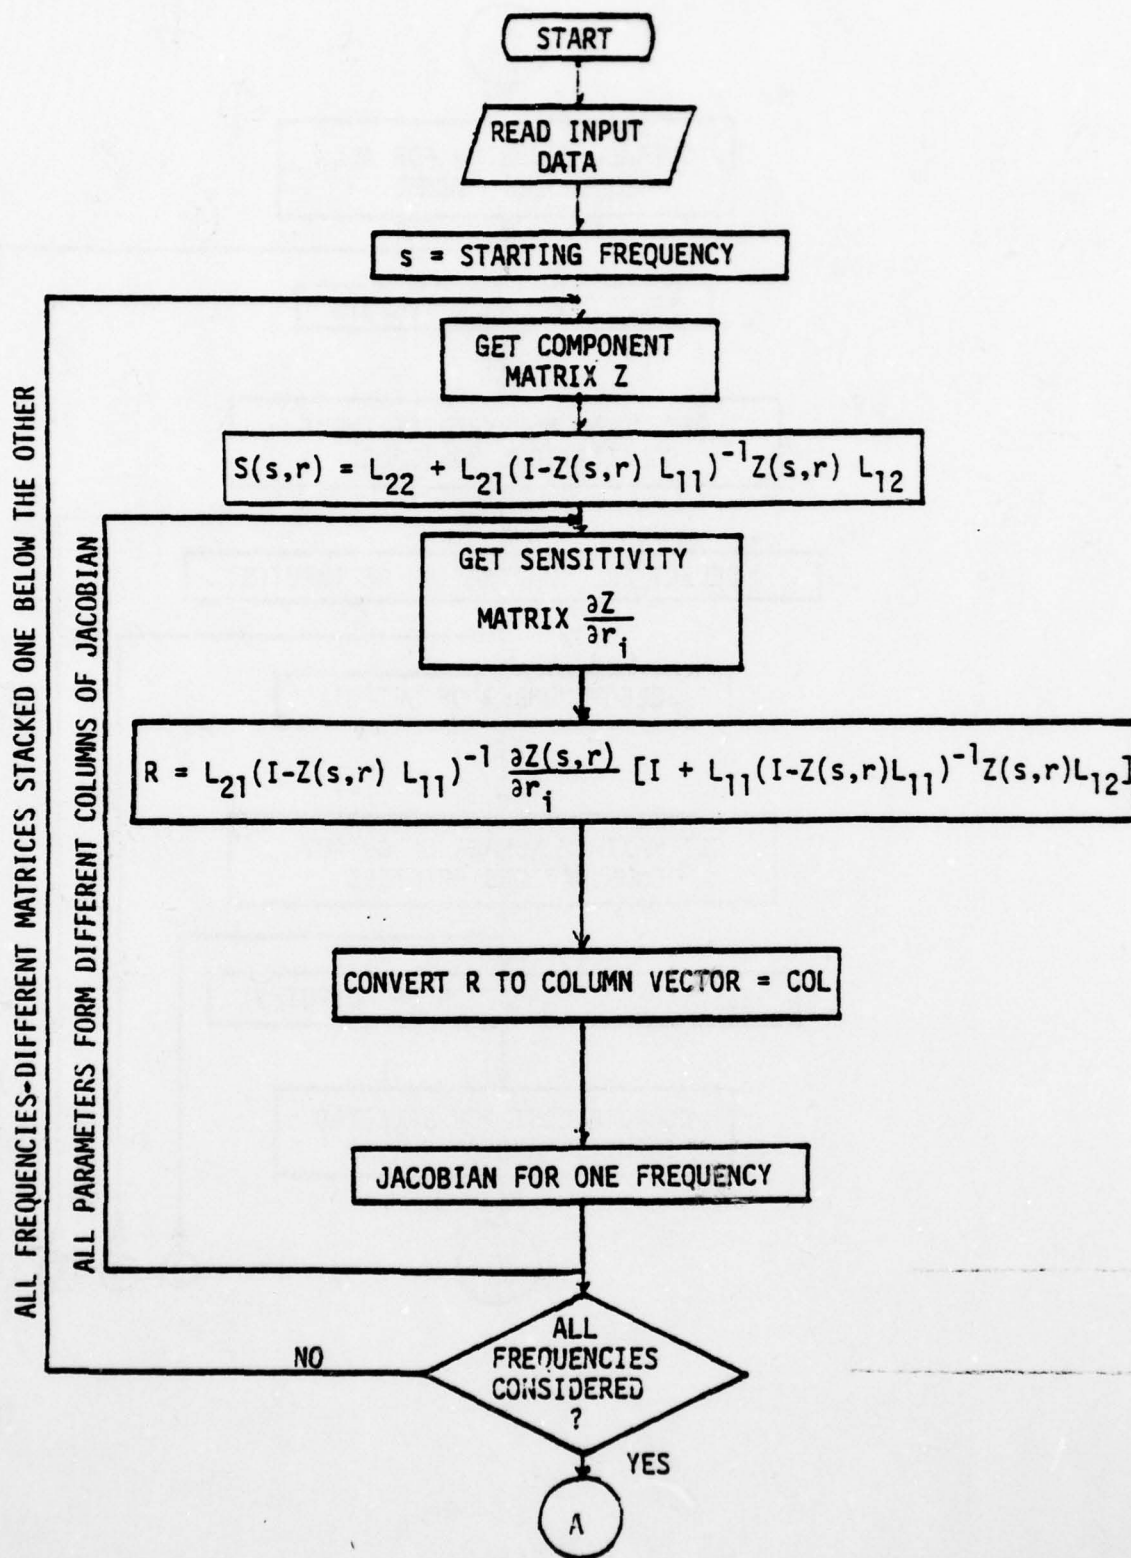 START
READ INPUT
DATA
s = STARTING FREQUENCY
GET COMPONENT
MATRIX Z
S(s,r) = L₂₂ + L₂₁(I-Z(s,r) L₁₁)⁻¹Z(s,r) L₁₂
GET SENSITIVITY
MATRIX ∂Z/∂rᵢ
R = L₂₁(I-Z(s,r) L₁₁)⁻¹ ∂Z(s,r)/∂rᵢ [I + L₁₁(I-Z(s,r)L₁₁)⁻¹Z(s,r)L₁₂]
CONVERT R TO COLUMN VECTOR = COL
JACOBIAN FOR ONE FREQUENCY
ALL
FREQUENCIES
CONSIDERED
?
NO
YES
A
ALL FREQUENCIES-DIFFERENT MATRICES STACKED ONE BELOW THE OTHER
ALL PARAMETERS FORM DIFFERENT COLUMNS OF JACOBIAN